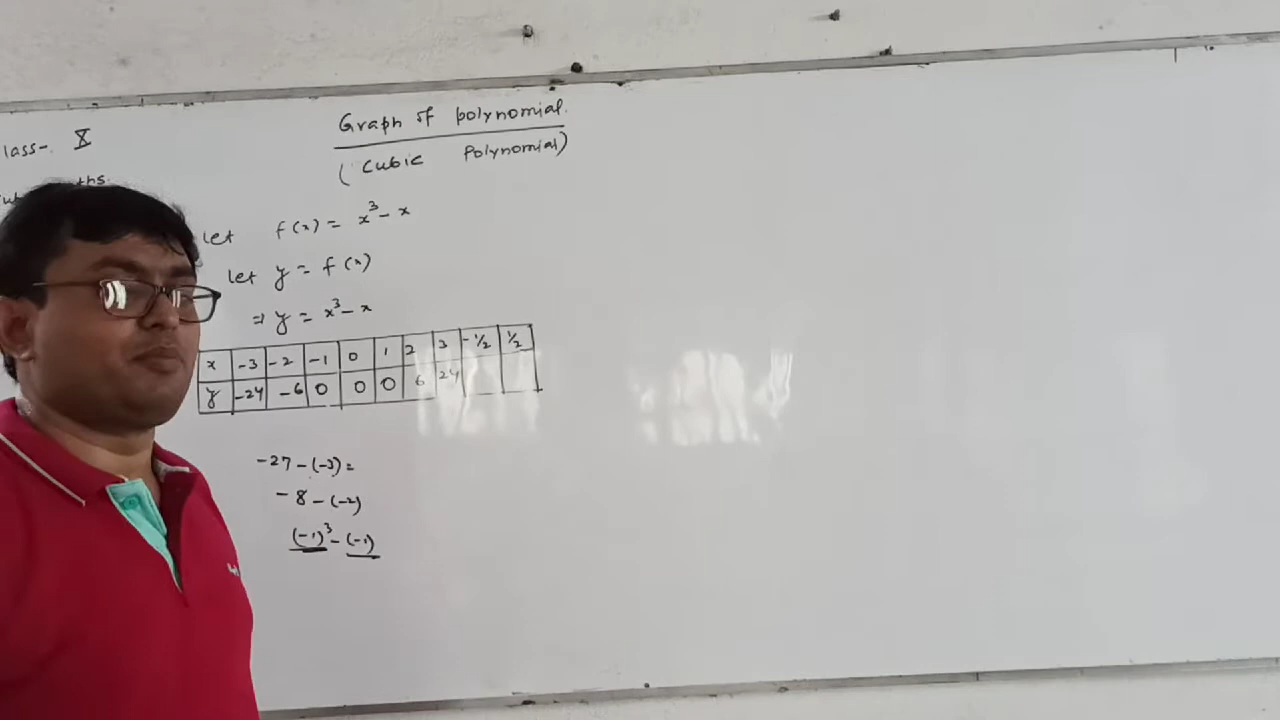 Class- X
Graph of polynomial.
(Cubic Polynomial)
let f(x) = x³- x
let y = f(x)
⇒ y = x³- x
x -3 -2 -1 0 1 2 3 -1/2 1/2
y -24 -6 0 0 0 6 24
-27-(-3)=
-8-(-2)
(-1)³-(-1)